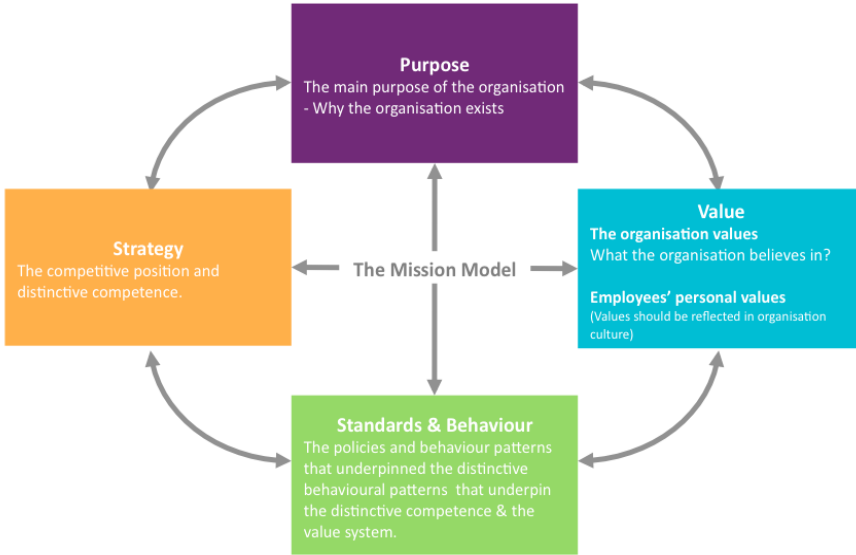 Purpose
The main purpose of the organisation
- Why the organisation exists
Strategy
The competitive position and
distinctive competence.
The Mission Model
Value
The organisation values
What the organisation believes in?
Employees' personal values
(Values should be reflected in organisation
culture)
Standards & Behaviour
The policies and behaviour patterns
that underpinned the distinctive
behavioural patterns that underpin
the distinctive competence & the
value system.